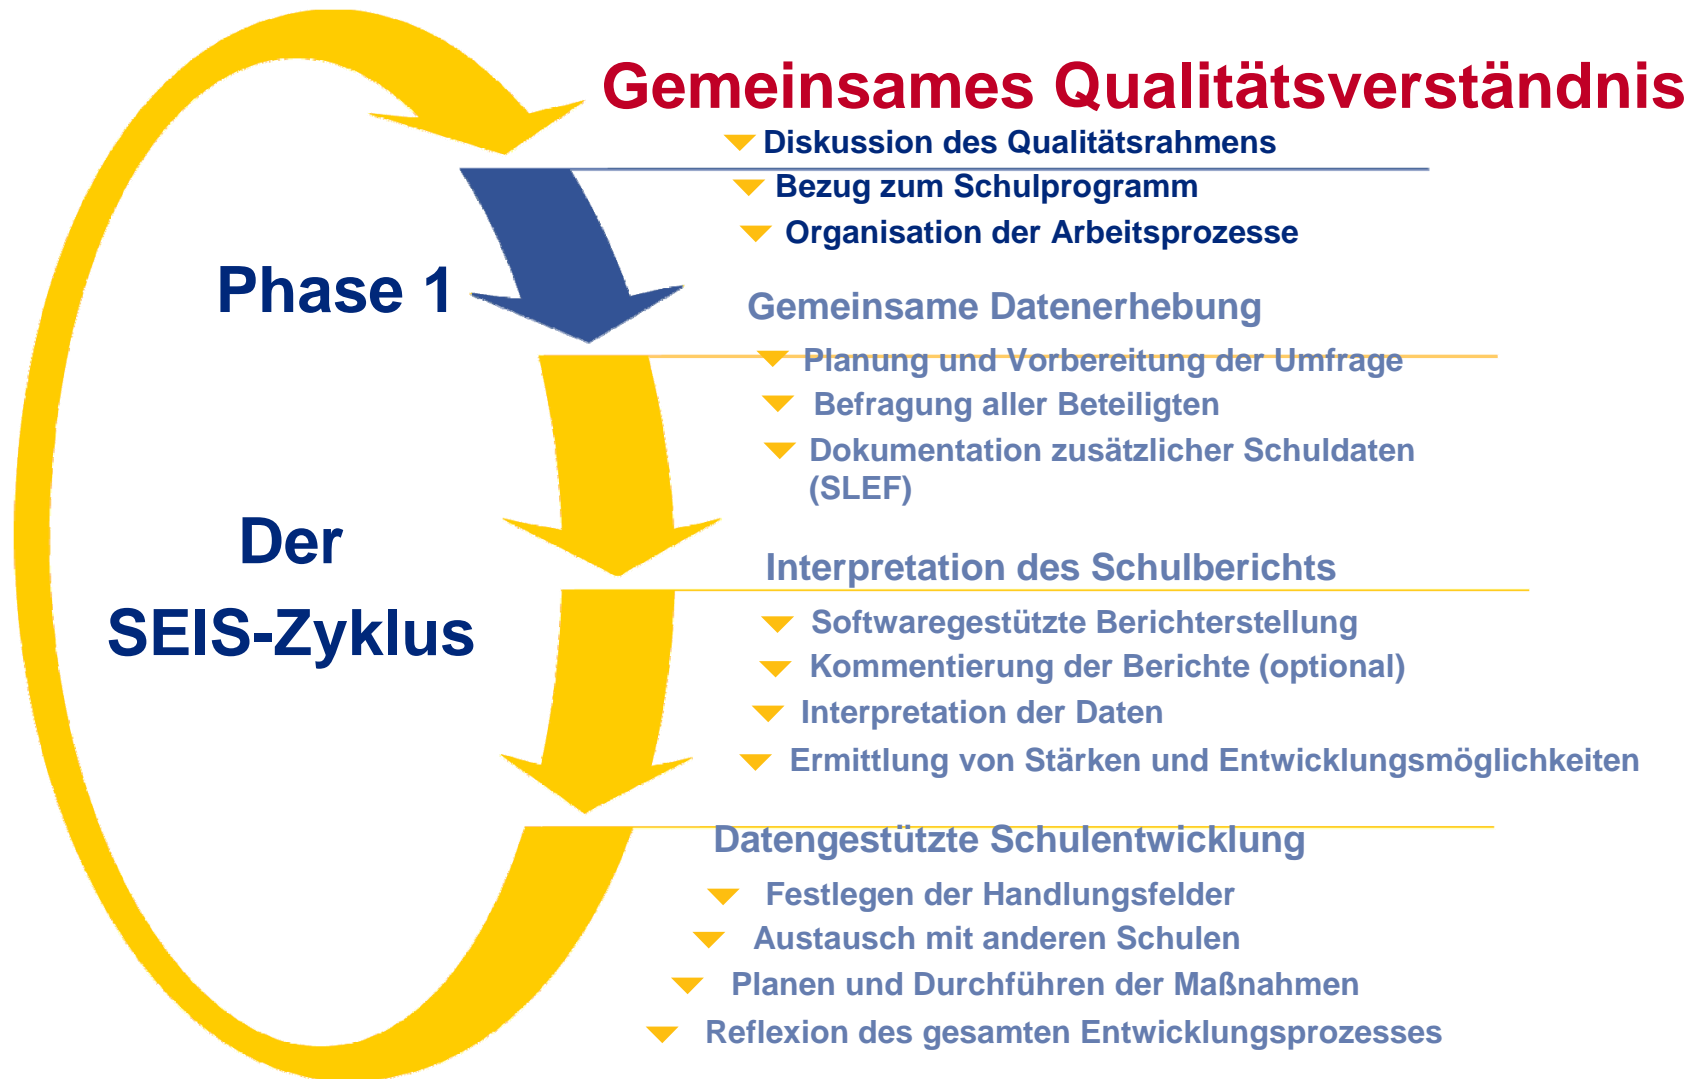 Gemeinsames Qualitätsverständnis
Diskussion des Qualitätsrahmens
Bezug zum Schulprogramm
Organisation der Arbeitsprozesse
Phase 1
Gemeinsame Datenerhebung
Planung und Vorbereitung der Umfrage
Befragung aller Beteiligten
Dokumentation zusätzlicher Schuldaten
(SLEF)
Der
SEIS-Zyklus
Interpretation des Schulberichts
Softwaregestützte Berichterstellung
Kommentierung der Berichte (optional)
Interpretation der Daten
Ermittlung von Stärken und Entwicklungsmöglichkeiten
Datengestützte Schulentwicklung
Festlegen der Handlungsfelder
Austausch mit anderen Schulen
Planen und Durchführen der Maßnahmen
Reflexion des gesamten Entwicklungsprozesses